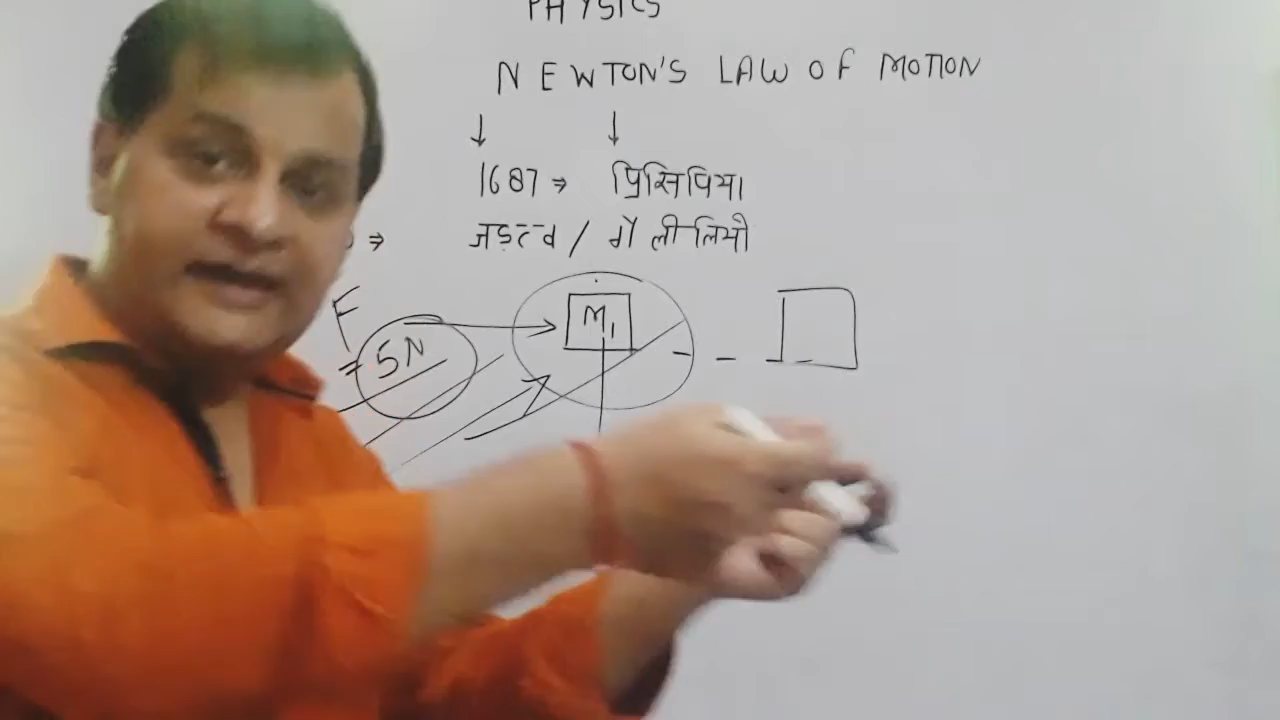 PHYSICS
NEWTON'S LAW OF MOTION
1687 ⇒ प्रिंसिपिया
⇒ जड़त्व / गैलीलियो
F = 5N
M₁